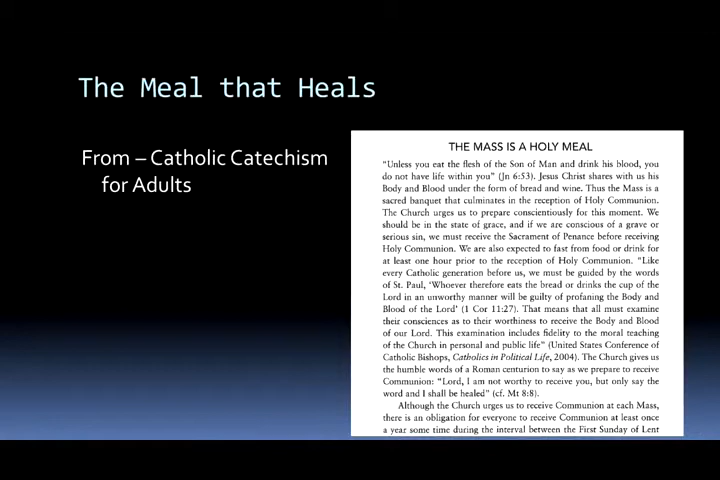 The Meal that Heals
From – Catholic Catechism
for Adults
THE MASS IS A HOLY MEAL
"Unless you eat the flesh of the Son of Man and drink his blood, you
do not have life within you" (Jn 6:53). Jesus Christ shares with us his
Body and Blood under the form of bread and wine. Thus the Mass is a
sacred banquet that culminates in the reception of Holy Communion.
The Church urges us to prepare conscientiously for this moment. We
should be in the state of grace, and if we are conscious of a grave or
serious sin, we must receive the Sacrament of Penance before receiving
Holy Communion. We are also expected to fast from food or drink for
at least one hour prior to the reception of Holy Communion. "Like
every Catholic generation before us, we must be guided by the words
of St. Paul, 'Whoever therefore eats the bread or drinks the cup of the
Lord in an unworthy manner will be guilty of profaning the Body and
Blood of the Lord' (1 Cor 11:27). That means that all must examine
their consciences as to their worthiness to receive the Body and Blood
of our Lord. This examination includes fidelity to the moral teaching
of the Church in personal and public life" (United States Conference of
Catholic Bishops, Catholics in Political Life, 2004). The Church gives us
the humble words of a Roman centurion to say as we prepare to receive
Communion: "Lord, I am not worthy to receive you, but only say the
word and I shall be healed" (cf. Mt 8:8).
Although the Church urges us to receive Communion at each Mass,
there is an obligation for everyone to receive Communion at least once
a year some time during the interval between the First Sunday of Lent